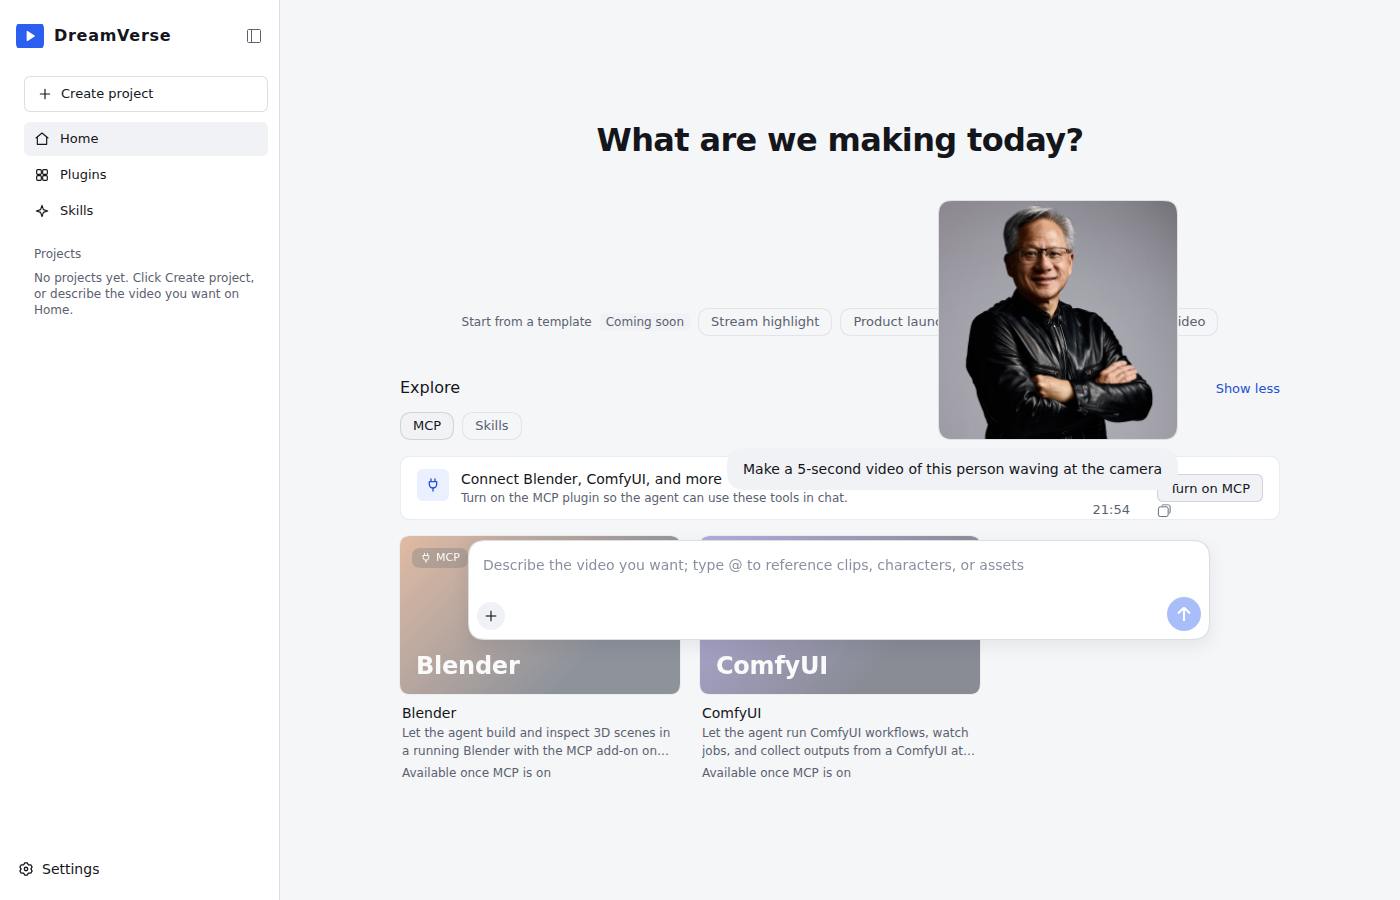 DreamVerse
Create project
Home
Plugins
Skills
Projects
No projects yet. Click Create project,
or describe the video you want on
Home.
Settings
What are we making today?
Start from a template
Coming soon
Stream highlight
Product launc
ideo
Explore
Show less
MCP
Skills
Connect Blender, ComfyUI, and more
Turn on the MCP plugin so the agent can use these tools in chat.
Make a 5-second video of this person waving at the camera
Turn on MCP
21:54
MCP
Describe the video you want; type @ to reference clips, characters, or assets
Blender
ComfyUI
Blender
Let the agent build and inspect 3D scenes in
a running Blender with the MCP add-on on...
Available once MCP is on
ComfyUI
Let the agent run ComfyUI workflows, watch
jobs, and collect outputs from a ComfyUI at...
Available once MCP is on